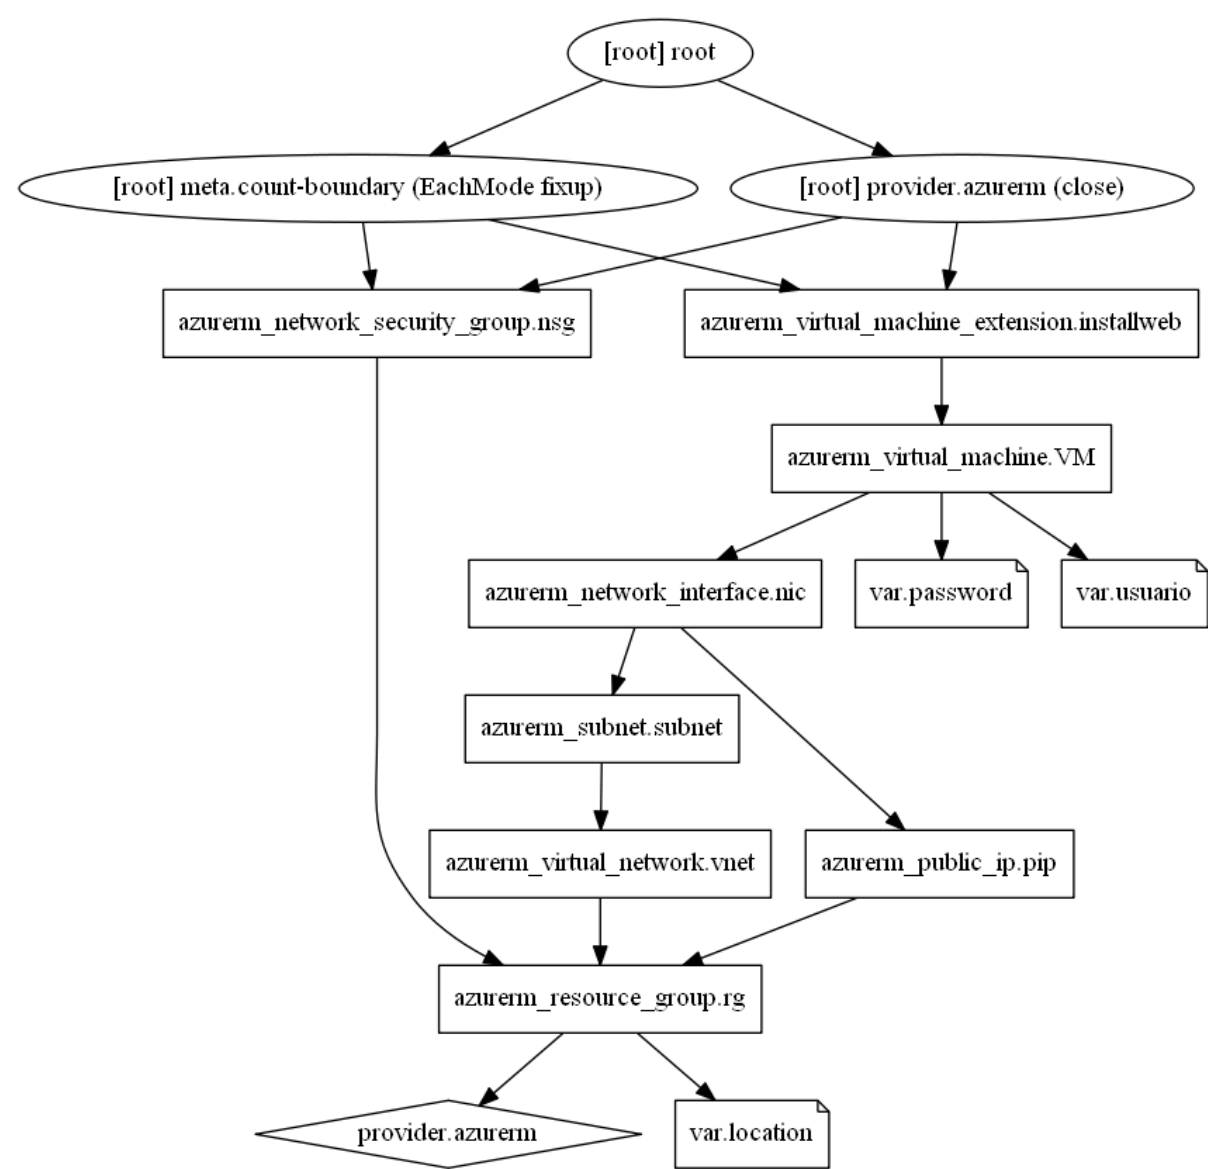 [root] root
[root] meta.count-boundary (EachMode fixup)
[root] provider.azurerm (close)
azurerm_network_security_group.nsg
azurerm_virtual_machine_extension.installweb
azurerm_virtual_machine.VM
azurerm_network_interface.nic
var.password
var.usuario
azurerm_subnet.subnet
azurerm_virtual_network.vnet
azurerm_public_ip.pip
azurerm_resource_group.rg
provider.azurerm
var.location